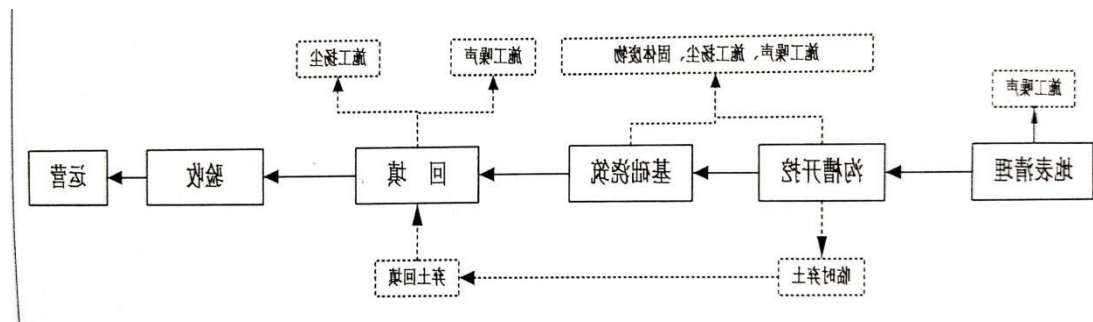 施工扬尘
施工噪声
施工噪声、施工扬尘、固体废物
施工噪声
地表清理
沟槽开挖
基础浇筑
回 填
验收
运营
临时弃土
弃土回填